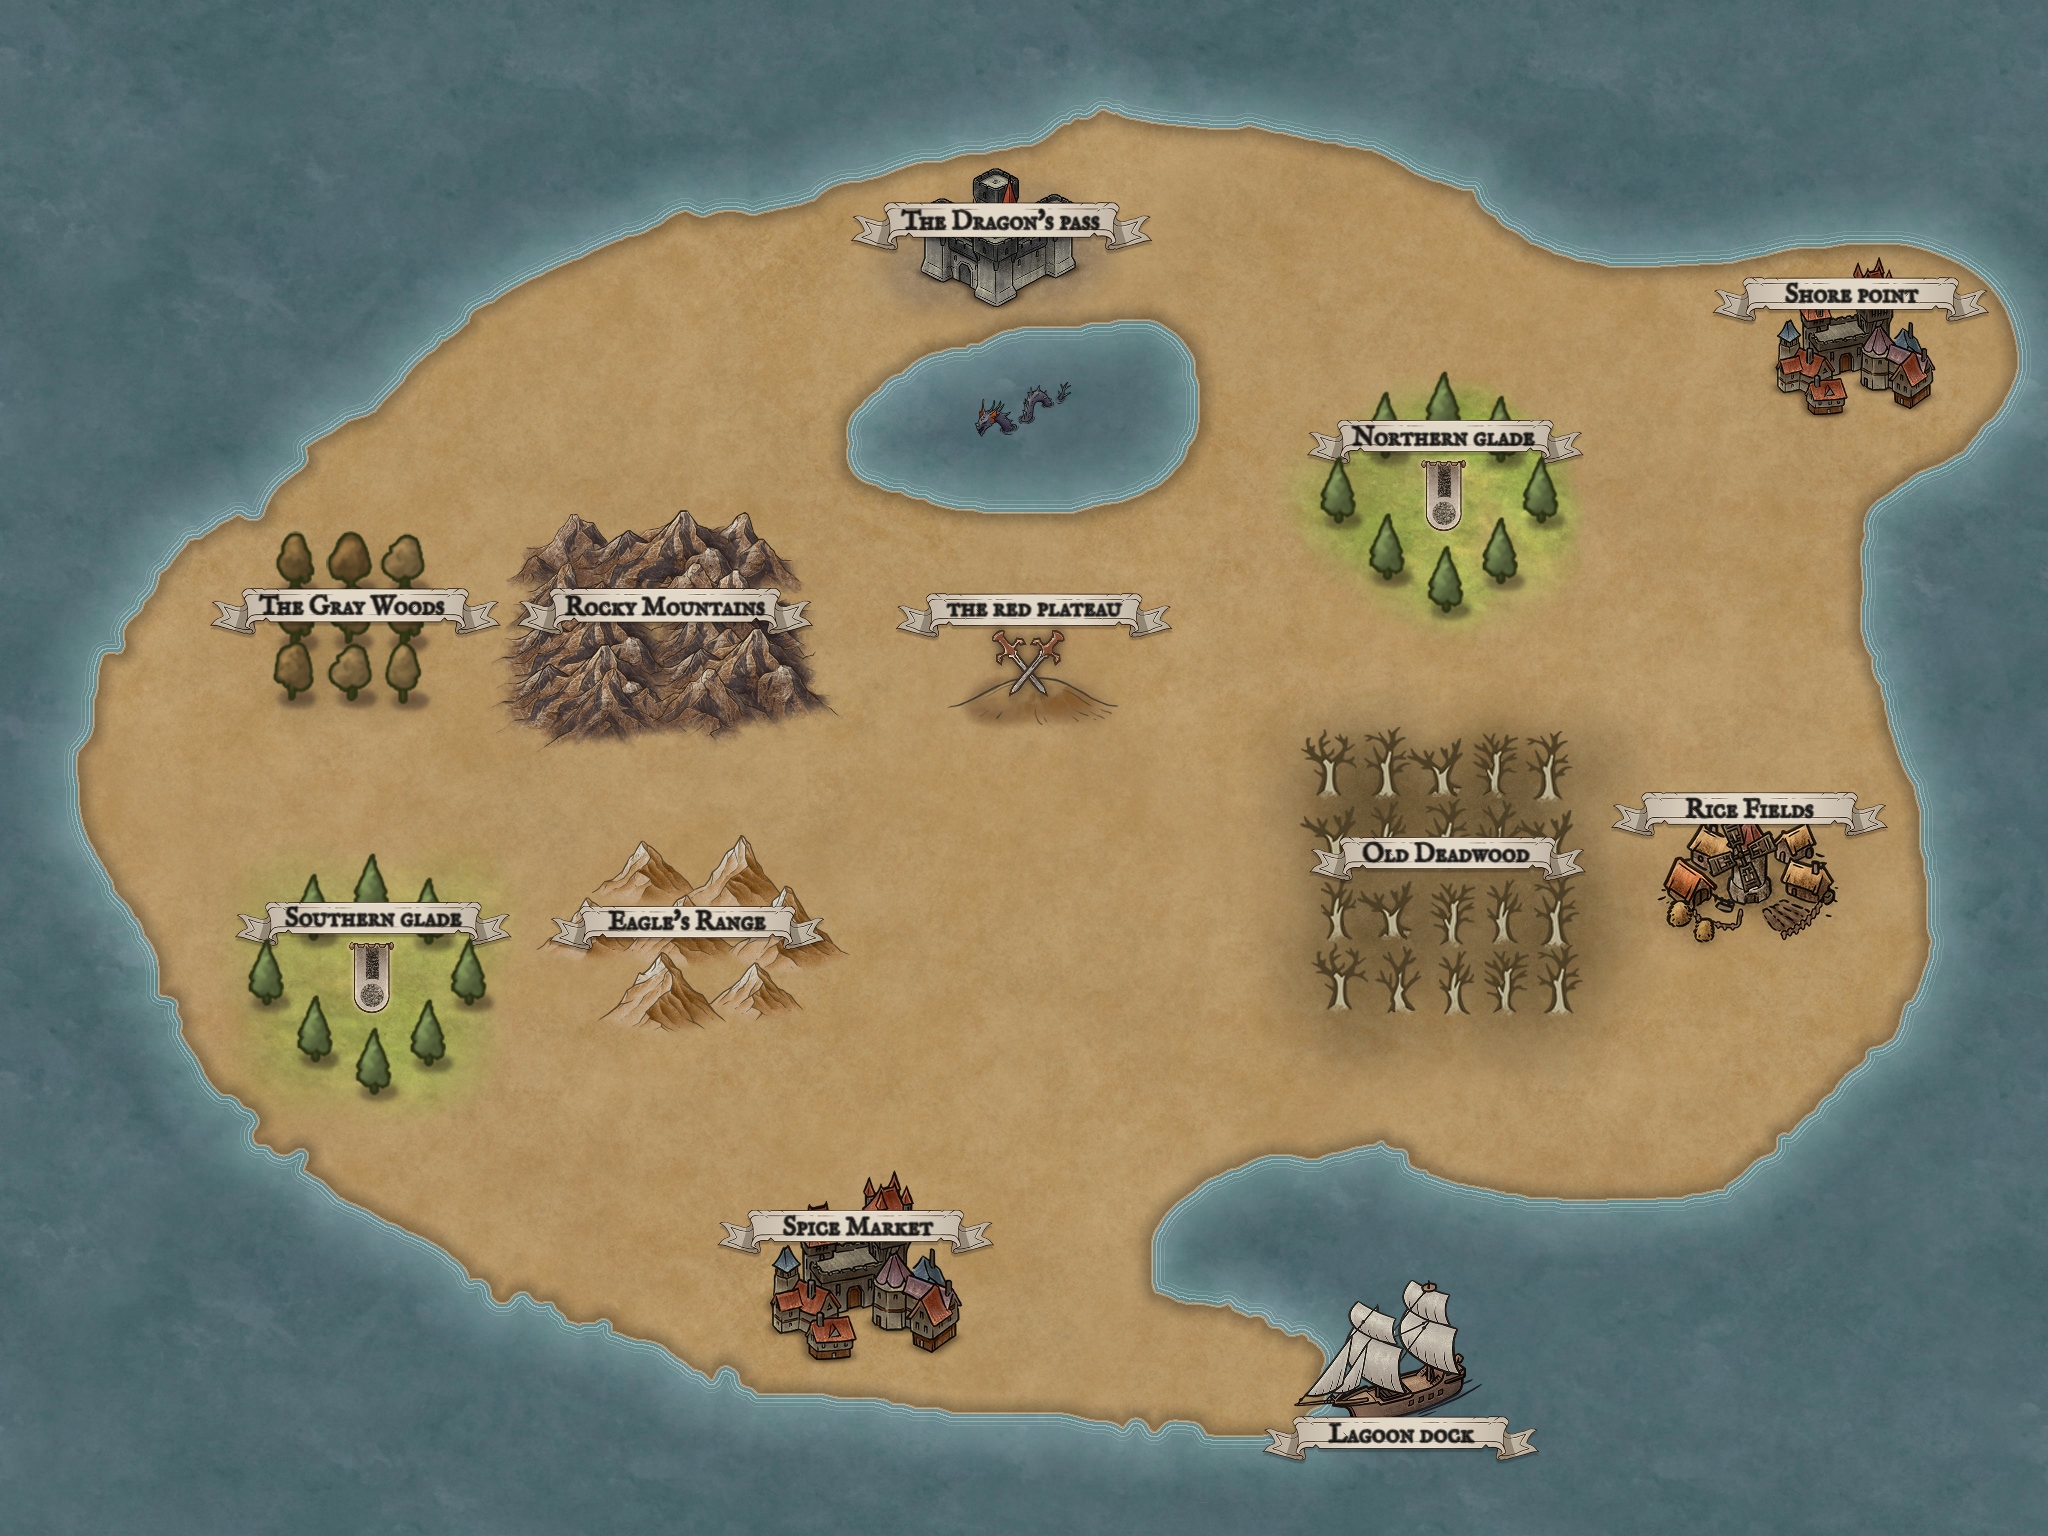 The Dragon's pass
Shore point
Northern glade
The Gray Woods
Rocky Mountains
the red plateau
Rice Fields
Old Deadwood
Southern glade
Eagle's Range
Spice Market
Lagoon dock